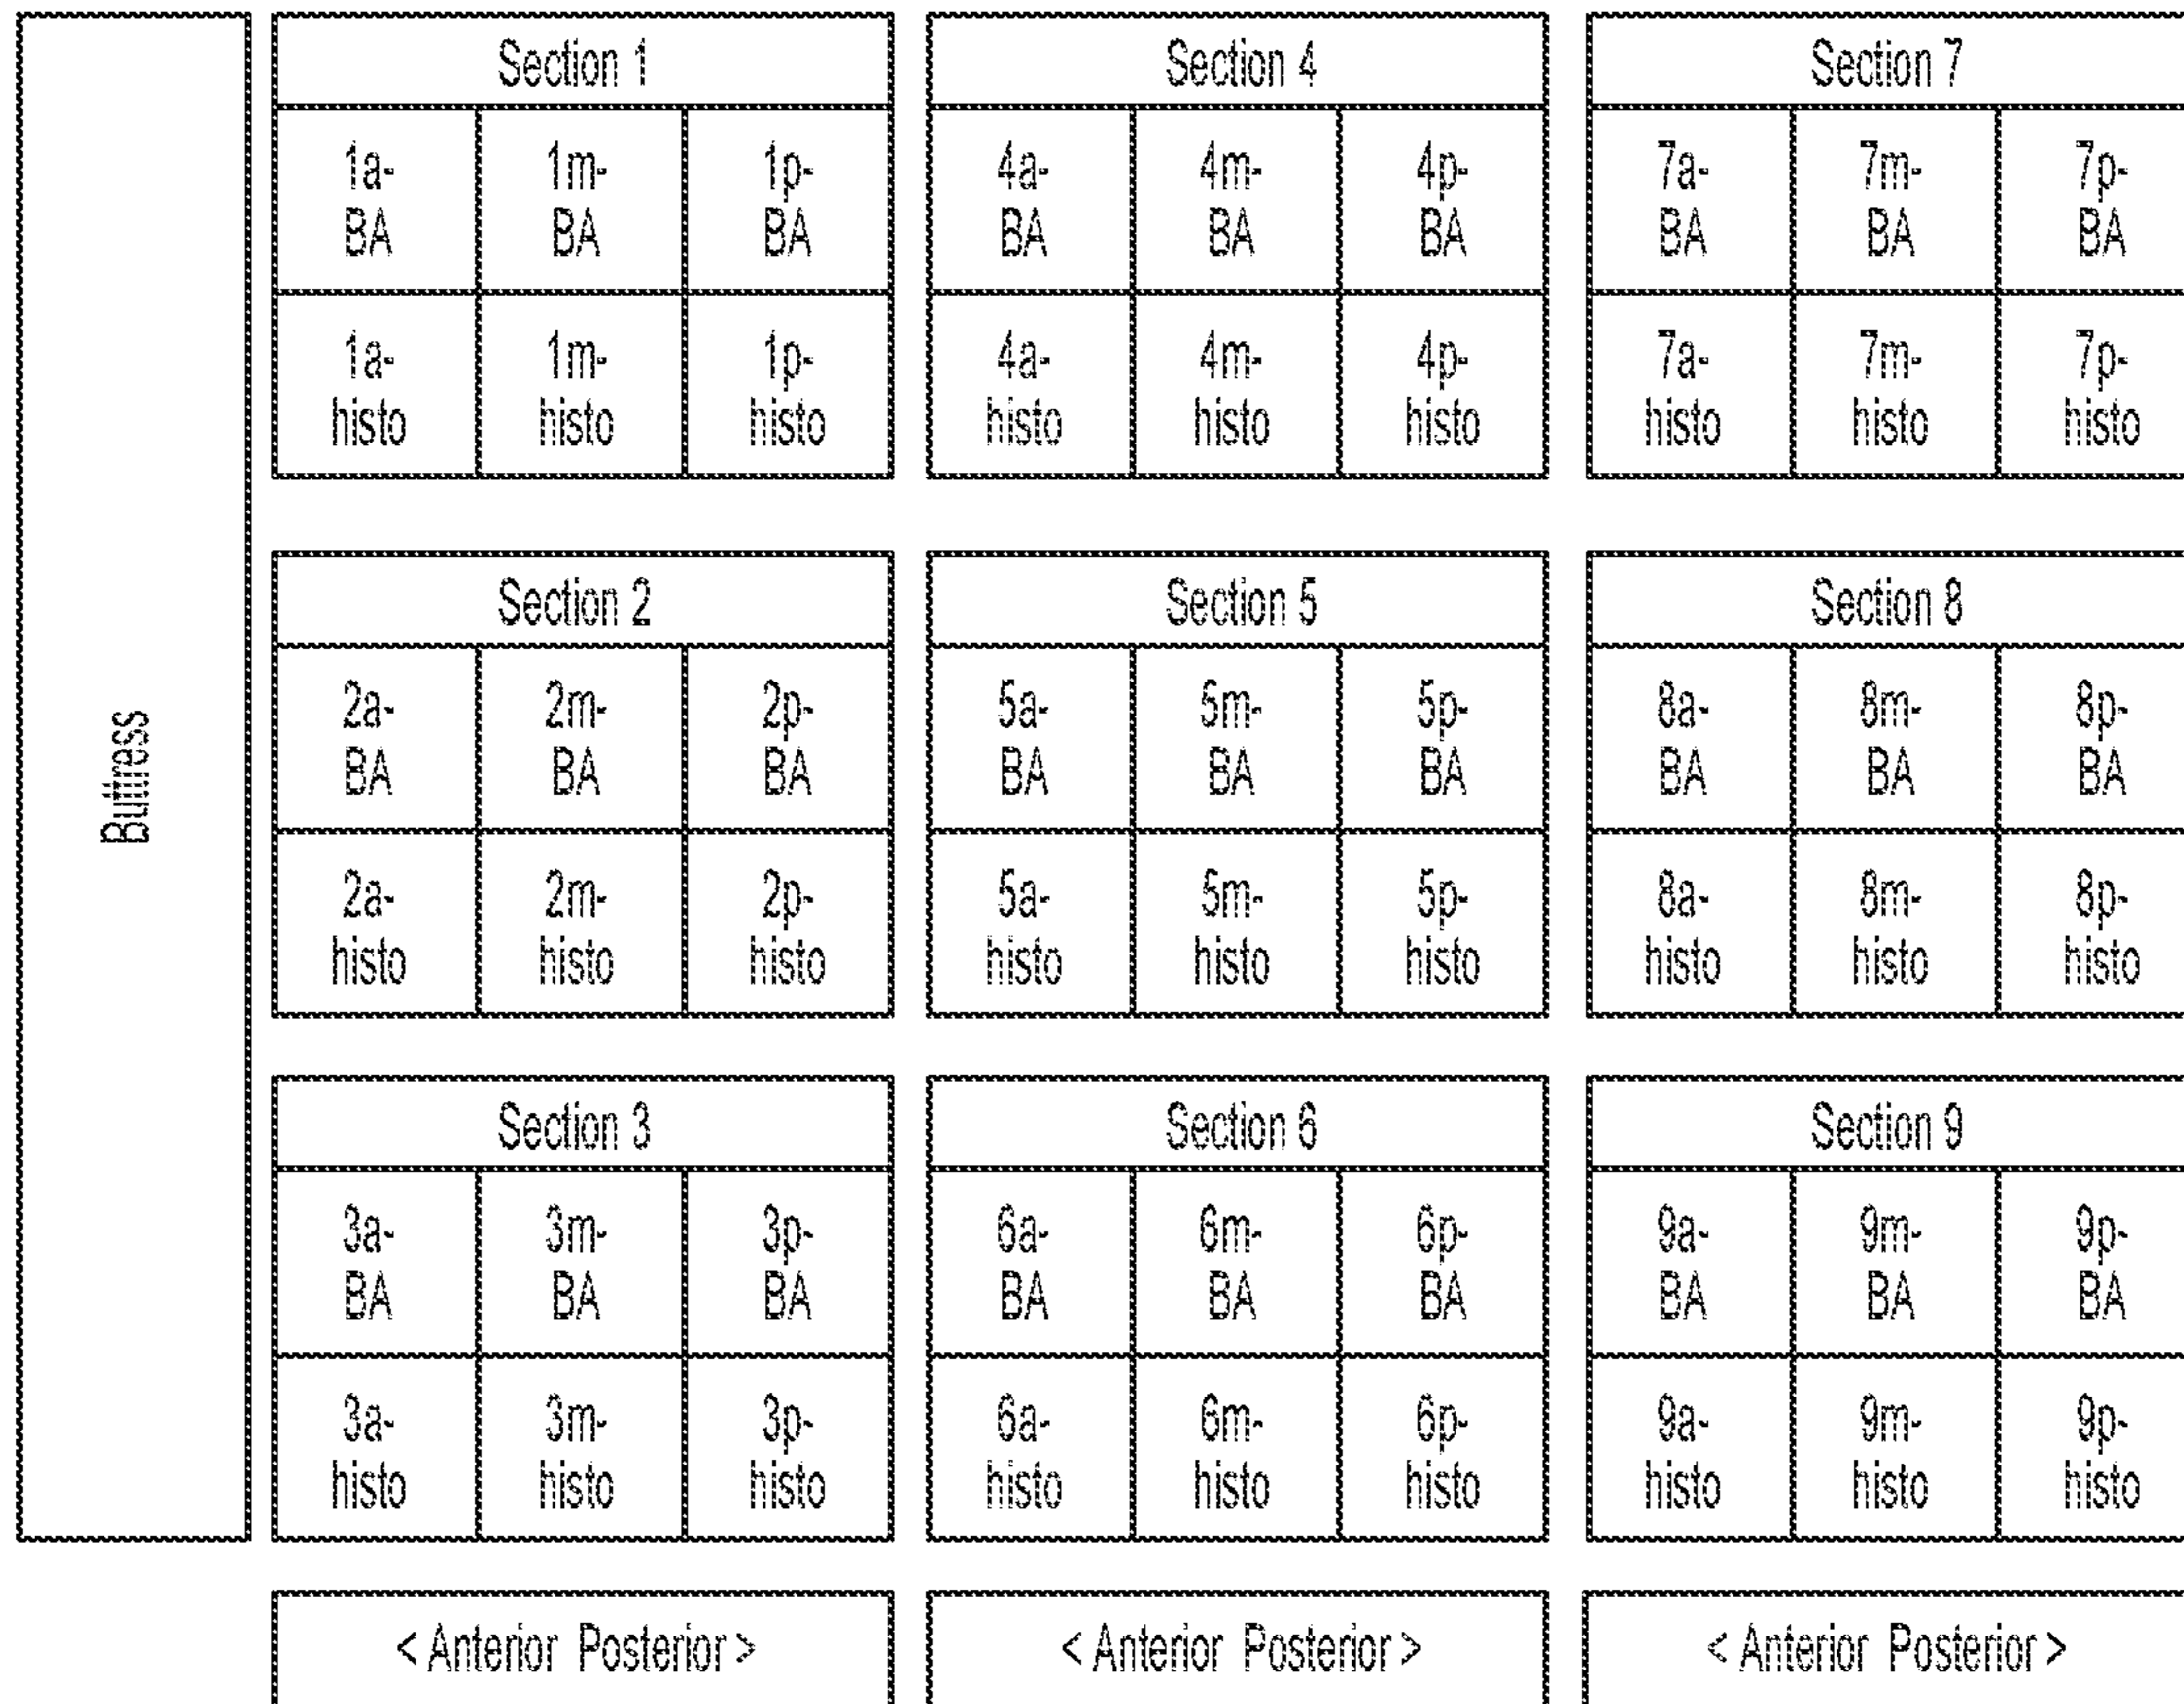 Buttress
Section 1
1a-
BA
1m-
BA
1p-
BA
1a-
histo
1m-
histo
1p-
histo
Section 4
4a-
BA
4m-
BA
4p-
BA
4a-
histo
4m-
histo
4p-
histo
Section 7
7a-
BA
7m-
BA
7p-
BA
7a-
histo
7m-
histo
7p-
histo
Section 2
2a-
BA
2m-
BA
2p-
BA
2a-
histo
2m-
histo
2p-
histo
Section 5
5a-
BA
5m-
BA
5p-
BA
5a-
histo
5m-
histo
5p-
histo
Section 8
8a-
BA
8m-
BA
8p-
BA
8a-
histo
8m-
histo
8p-
histo
Section 3
3a-
BA
3m-
BA
3p-
BA
3a-
histo
3m-
histo
3p-
histo
Section 6
6a-
BA
6m-
BA
6p-
BA
6a-
histo
6m-
histo
6p-
histo
Section 9
9a-
BA
9m-
BA
9p-
BA
9a-
histo
9m-
histo
9p-
histo
< Anterior Posterior >
< Anterior Posterior >
< Anterior Posterior >